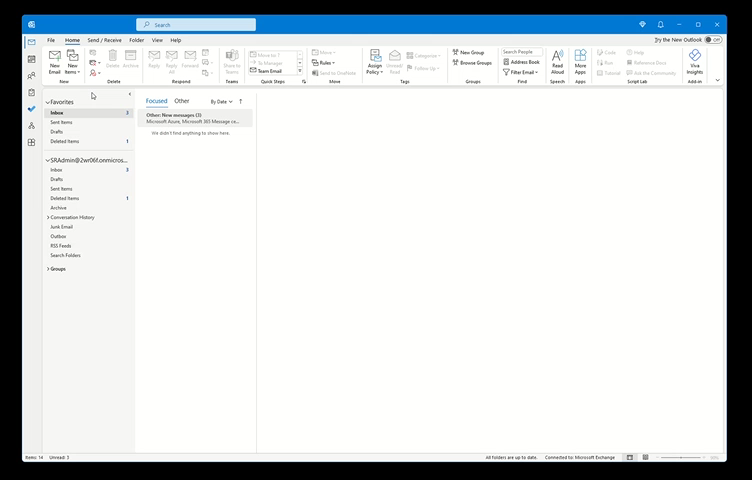 Search
File Home Send / Receive Folder View Help
Try the New Outlook Off
New Email
New Items
Delete
Archive
Delete
New
Reply
Reply All
Forward
Respond
Share to Teams
Teams
Move to: ?
To Manager
Team Email
Quick Steps
Move
Rules
Send to OneNote
Move
Assign Policy
Unread/ Read
Categorize
Follow Up
Tags
New Group
Browse Groups
Groups
Search People
Address Book
Filter Email
Find
Read Aloud
Speech
More Apps
Apps
Code
Run
Tutorial
Help
Reference Docs
Ask the Community
Script Lab
Viva Insights
Add-in
Favorites
Inbox 3
Sent Items
Drafts
Deleted Items 1
SRAdmin@2wr06f.onmicros...
Inbox 3
Drafts
Sent Items
Deleted Items 1
Archive
Conversation History
Junk Email
Outbox
RSS Feeds
Search Folders
Groups
Focused Other By Date
Other: New messages (3)
Microsoft Azure, Microsoft 365 Message ce...
We didn't find anything to show here.
Items: 14 Unread: 3
All folders are up to date. Connected to: Microsoft Exchange